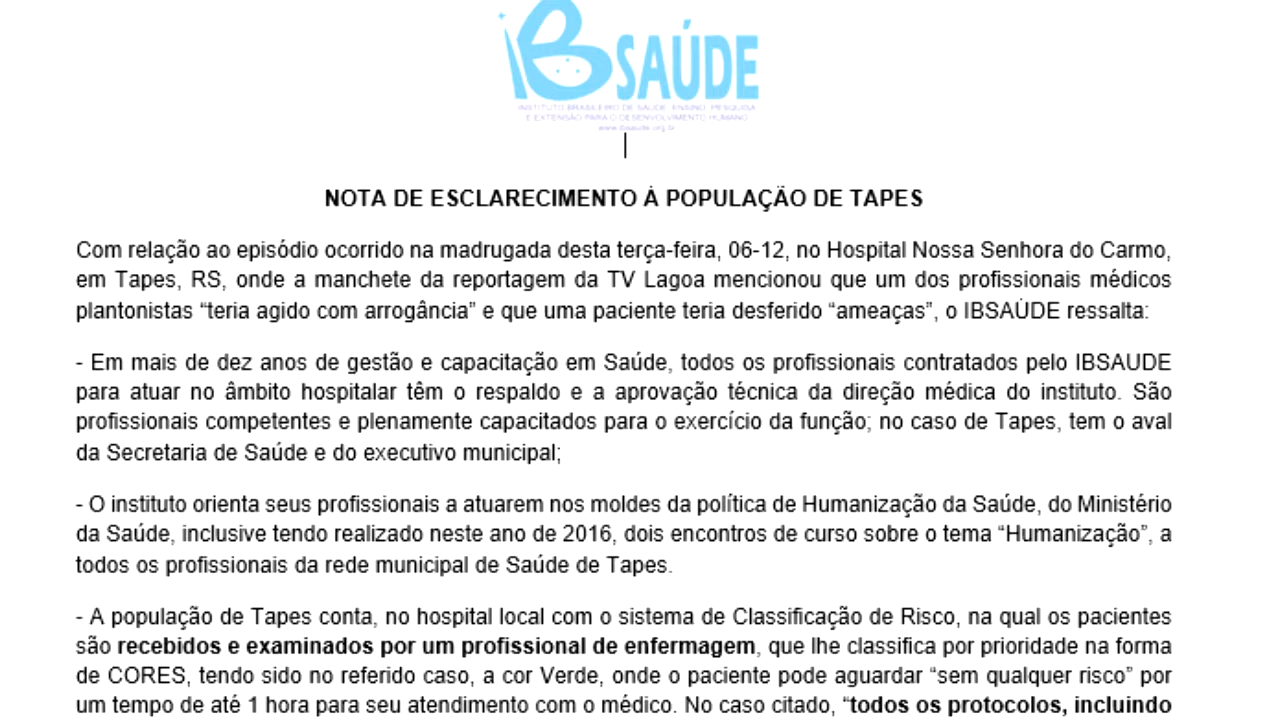 iBSAÚDE
INSTITUTO BRASILEIRO DE SAUDE, ENSINO, PESQUISA
E EXTENSÃO PARA O DESENVOLVIMENTO HUMANO
www.ibsaude.org.br
NOTA DE ESCLARECIMENTO À POPULAÇÃO DE TAPES
Com relação ao episódio ocorrido na madrugada desta terça-feira, 06-12, no Hospital Nossa Senhora do Carmo,
em Tapes, RS, onde a manchete da reportagem da TV Lagoa mencionou que um dos profissionais médicos
plantonistas “teria agido com arrogância” e que uma paciente teria desferido “ameaças”, o IBSAÚDE ressalta:
- Em mais de dez anos de gestão e capacitação em Saúde, todos os profissionais contratados pelo IBSAUDE
para atuar no âmbito hospitalar têm o respaldo e a aprovação técnica da direção médica do instituto. São
profissionais competentes e plenamente capacitados para o exercício da função; no caso de Tapes, tem o aval
da Secretaria de Saúde e do executivo municipal;
- O instituto orienta seus profissionais a atuarem nos moldes da política de Humanização da Saúde, do Ministério
da Saúde, inclusive tendo realizado neste ano de 2016, dois encontros de curso sobre o tema “Humanização”, a
todos os profissionais da rede municipal de Saúde de Tapes.
- A população de Tapes conta, no hospital local com o sistema de Classificação de Risco, na qual os pacientes
são recebidos e examinados por um profissional de enfermagem, que lhe classifica por prioridade na forma
de CORES, tendo sido no referido caso, a cor Verde, onde o paciente pode aguardar “sem qualquer risco” por
um tempo de até 1 hora para seu atendimento com o médico. No caso citado, “todos os protocolos, incluindo